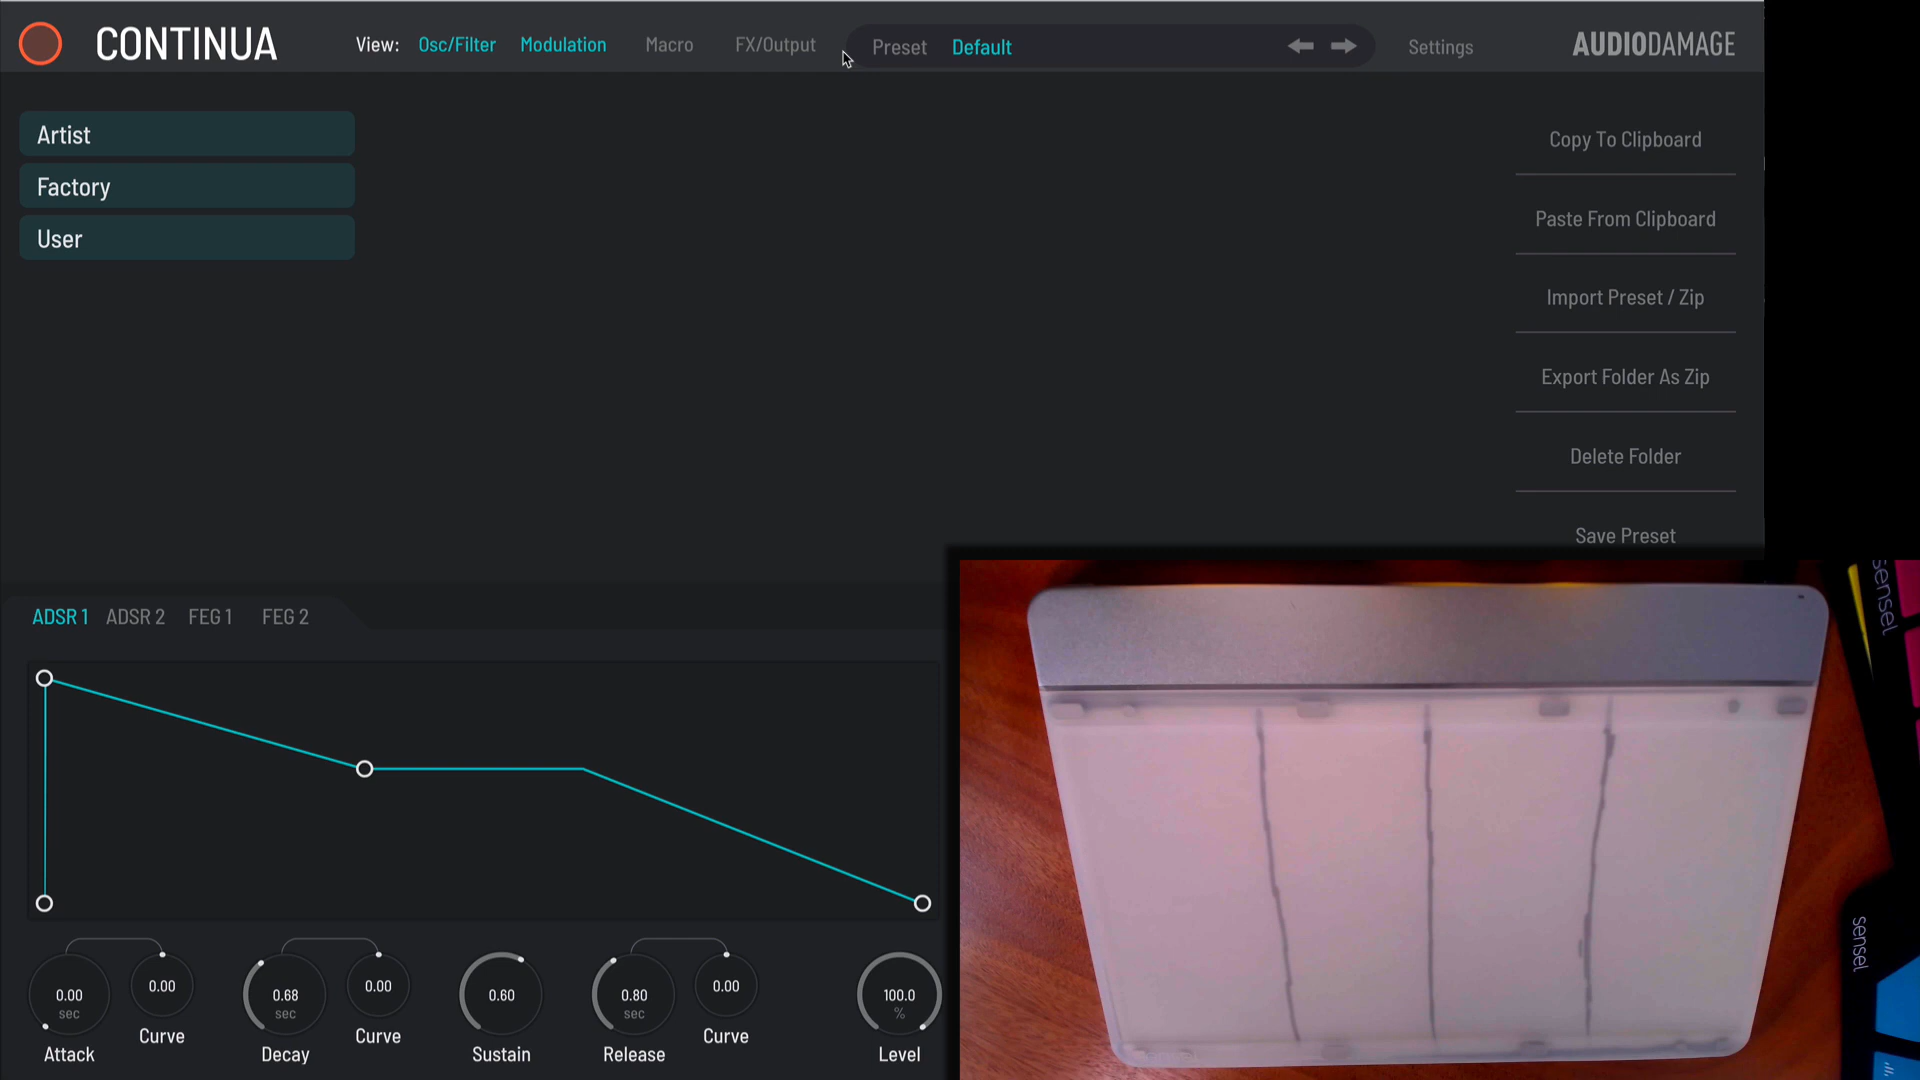 CONTINUA
View: Osc/Filter Modulation Macro FX/Output
Preset Default
Settings
AUDIODAMAGE
Artist
Factory
User
Copy To Clipboard
Paste From Clipboard
Import Preset / Zip
Export Folder As Zip
Delete Folder
Save Preset
ADSR 1 ADSR 2 FEG 1 FEG 2
0.00 sec
0.00
0.68 sec
0.00
0.60
0.80 sec
0.00
100.0 %
Attack Curve Decay Curve Sustain Release Curve Level
sensel
sensel